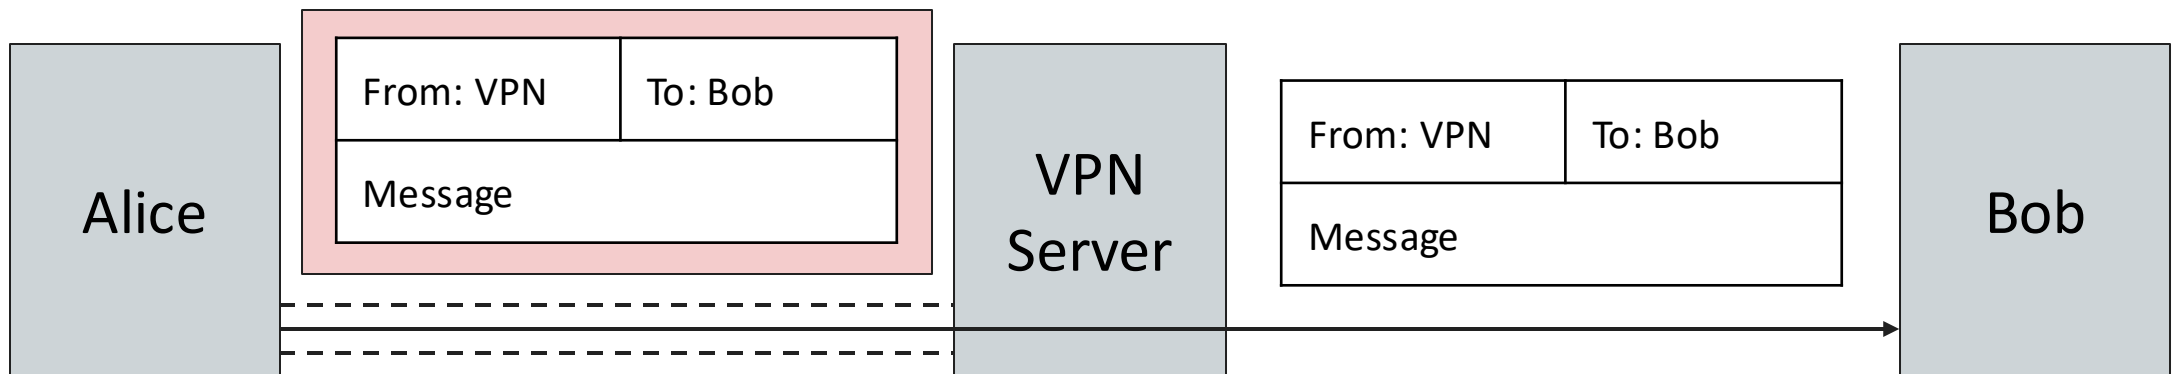 Alice
From: VPN
To: Bob
Message
VPN
Server
From: VPN
To: Bob
Message
Bob